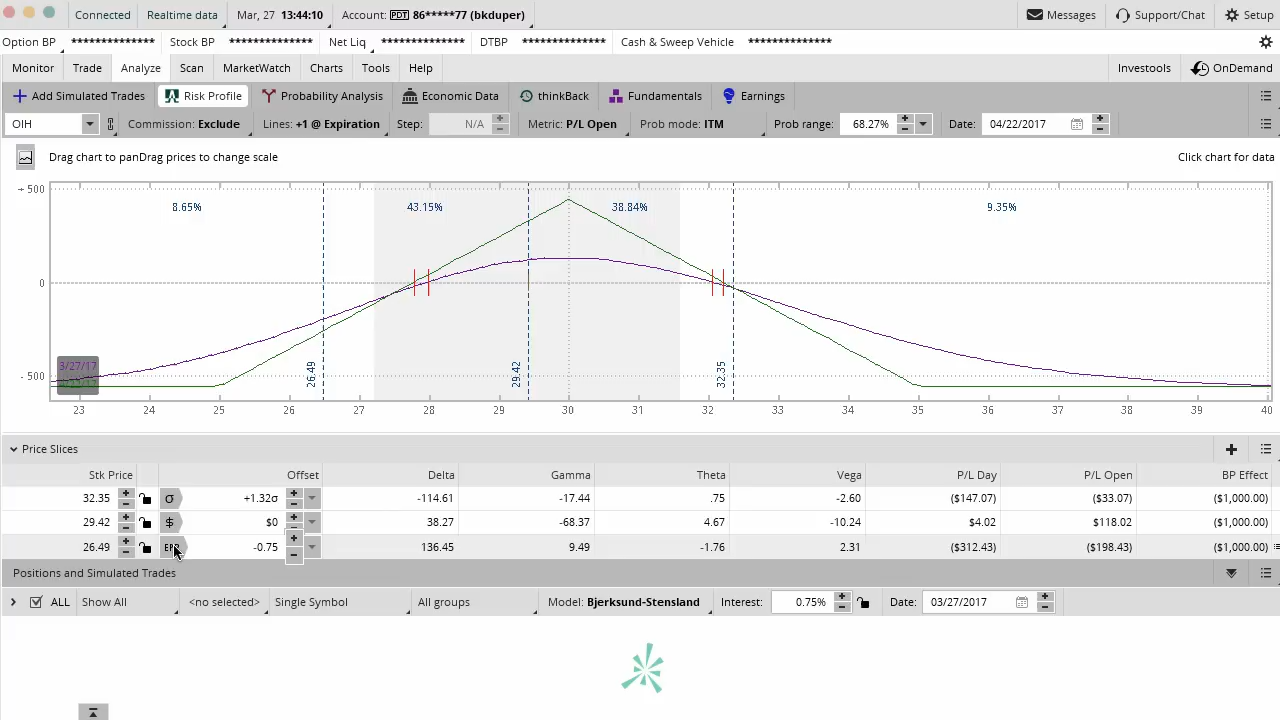 Connected Realtime data Mar, 27 13:44:10 Account: PDT 86*****77 (bkduper) Messages Support/Chat Setup
Option BP ************** Stock BP ************** Net Liq ************** DTBP ************** Cash & Sweep Vehicle **************
Monitor Trade Analyze Scan MarketWatch Charts Tools Help Investools OnDemand
Add Simulated Trades Risk Profile Probability Analysis Economic Data thinkBack Fundamentals Earnings
OIH Commission: Exclude Lines: +1 @ Expiration Step: N/A Metric: P/L Open Prob mode: ITM Prob range: 68.27% Date: 04/22/2017
Drag chart to panDrag prices to change scale Click chart for data
+ 500
8.65% 43.15% 38.84% 9.35%
0
3/27/17
26.49 29.42 32.35
- 500
23 24 25 26 27 28 29 30 31 32 33 34 35 36 37 38 39 40
Price Slices
Stk Price Offset Delta Gamma Theta Vega P/L Day P/L Open BP Effect
32.35 σ +1.32σ -114.61 -17.44 .75 -2.60 ($147.07) ($33.07) ($1,000.00)
29.42 $ $0 38.27 -68.37 4.67 -10.24 $4.02 $118.02 ($1,000.00)
26.49 -0.75 136.45 9.49 -1.76 2.31 ($312.43) ($198.43) ($1,000.00)
Positions and Simulated Trades
ALL Show All <no selected> Single Symbol All groups Model: Bjerksund-Stensland Interest: 0.75% Date: 03/27/2017